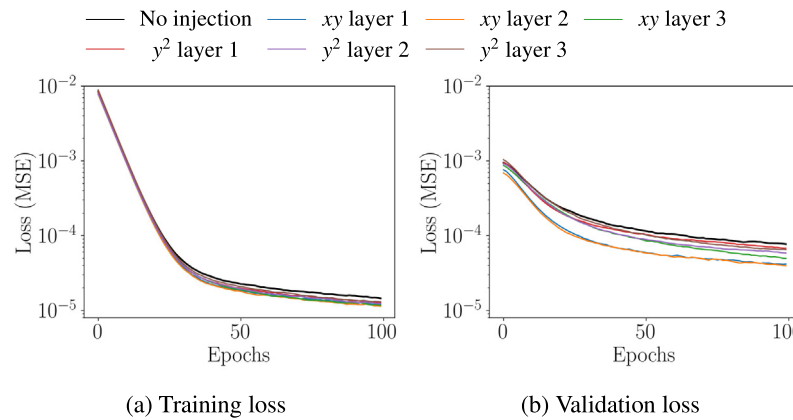 No injection xy layer 1 xy layer 2 xy layer 3
y² layer 1 y² layer 2 y² layer 3
10⁻² 10⁻²
10⁻³ 10⁻³
10⁻⁴ 10⁻⁴
10⁻⁵ 10⁻⁵
Loss (MSE) Loss (MSE)
0 50 100 0 50 100
Epochs Epochs
(a) Training loss (b) Validation loss